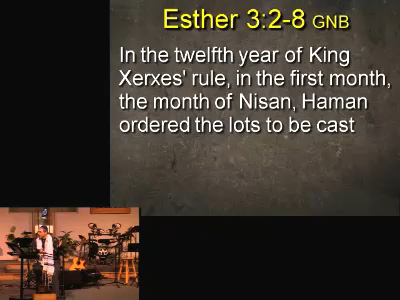 Esther 3:2-8 GNB
In the twelfth year of King
Xerxes' rule, in the first month,
the month of Nisan, Haman
ordered the lots to be cast